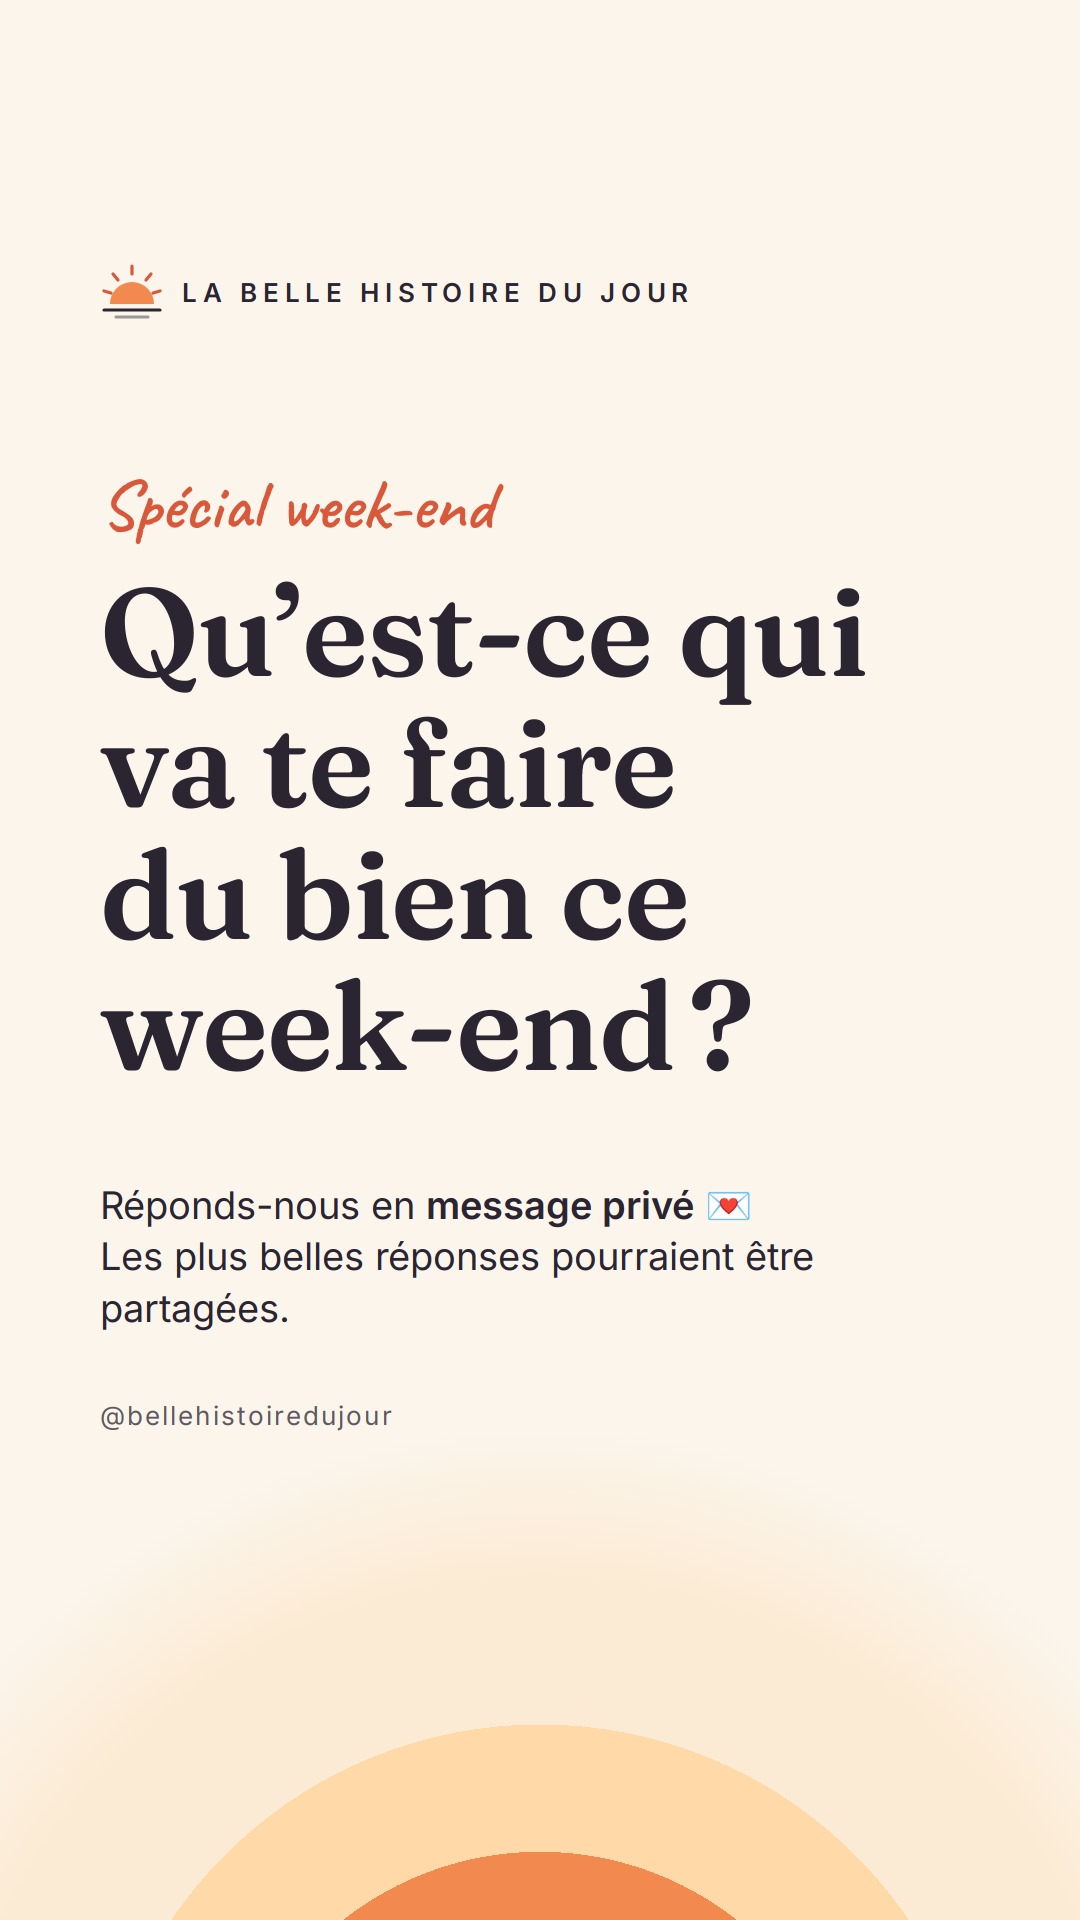 LA BELLE HISTOIRE DU JOUR
Spécial week-end
Qu’est-ce qui
va te faire
du bien ce
week-end ?
Réponds-nous en message privé 💌
Les plus belles réponses pourraient être
partagées.
@bellehistoiredujour